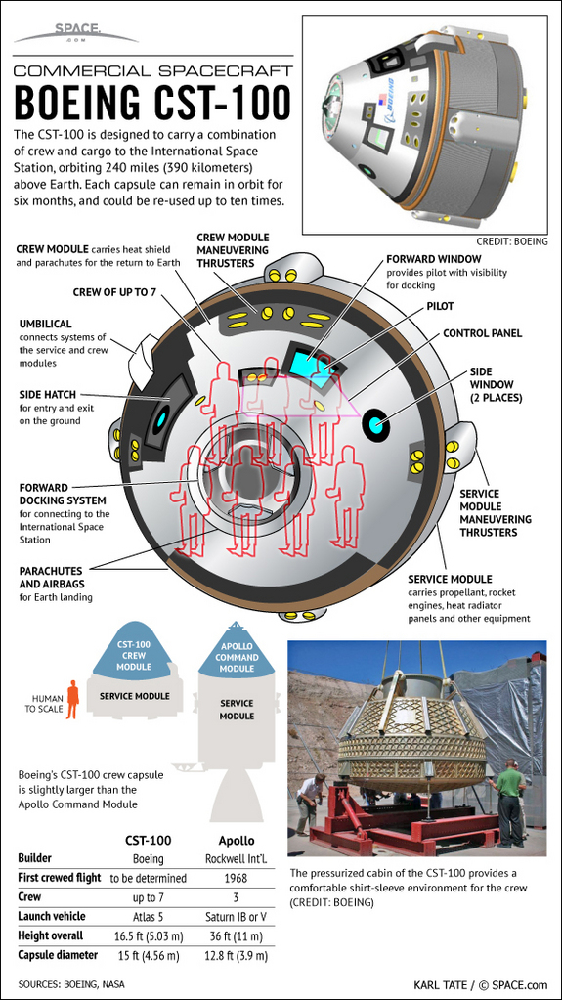 SPACE
.COM
COMMERCIAL SPACECRAFT
BOEING CST-100
The CST-100 is designed to carry a combination
of crew and cargo to the International Space
Station, orbiting 240 miles (390 kilometers)
above Earth. Each capsule can remain in orbit for
six months, and could be re-used up to ten times.
BOEING
CREDIT: BOEING
CREW MODULE carries heat shield
and parachutes for the return to Earth
CREW MODULE
MANEUVERING
THRUSTERS
FORWARD WINDOW
provides pilot with visibility
for docking
CREW OF UP TO 7
PILOT
UMBILICAL
connects systems of
the service and crew
modules
CONTROL PANEL
SIDE HATCH
for entry and exit
on the ground
SIDE
WINDOW
(2 PLACES)
FORWARD
DOCKING SYSTEM
for connecting to the
International Space
Station
SERVICE
MODULE
MANEUVERING
THRUSTERS
PARACHUTES
AND AIRBAGS
for Earth landing
SERVICE MODULE
carries propellant, rocket
engines, heat radiator
panels and other equipment
CST-100
CREW
MODULE
APOLLO
COMMAND
MODULE
HUMAN
TO SCALE
SERVICE MODULE
SERVICE
MODULE
Boeing's CST-100 crew capsule
is slightly larger than the
Apollo Command Module
CST-100 Apollo
Builder Boeing Rockwell Int'l.
First crewed flight to be determined 1968
Crew up to 7 3
Launch vehicle Atlas 5 Saturn IB or V
Height overall 16.5 ft (5.03 m) 36 ft (11 m)
Capsule diameter 15 ft (4.56 m) 12.8 ft (3.9 m)
The pressurized cabin of the CST-100 provides a
comfortable shirt-sleeve environment for the crew
(CREDIT: BOEING)
SOURCES: BOEING, NASA
KARL TATE / © SPACE.com